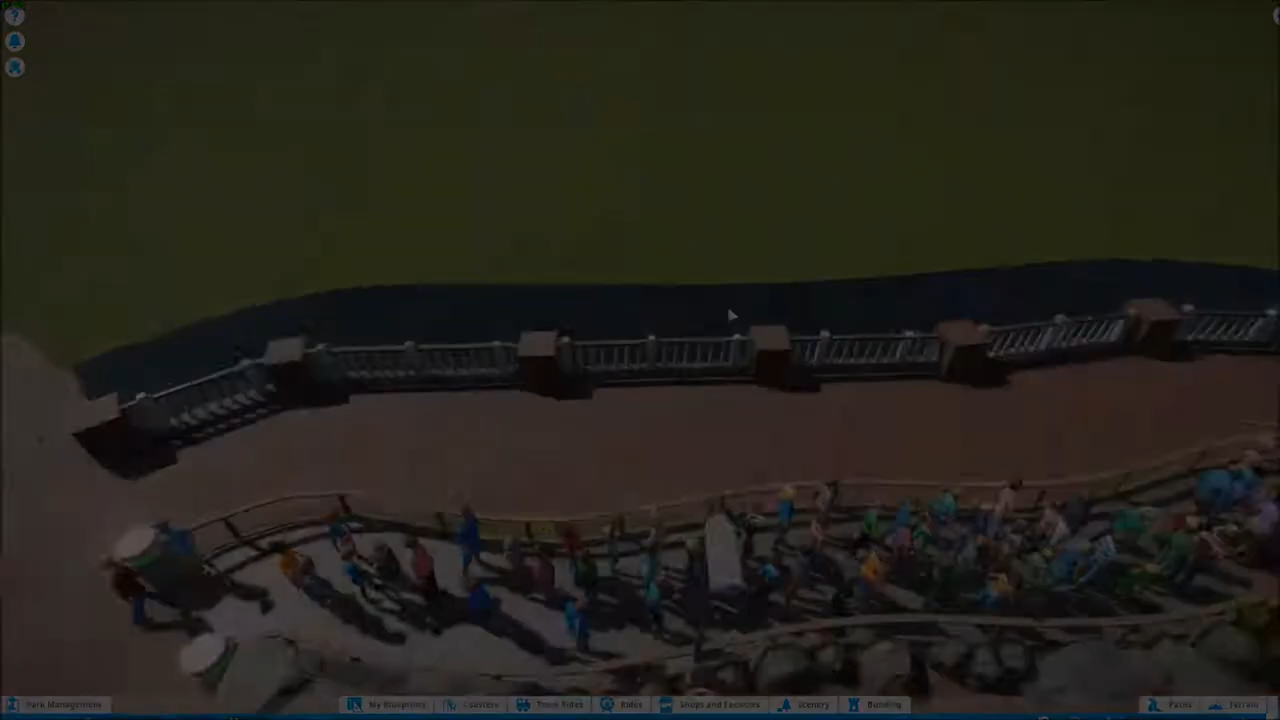 ?
Park Management
My Blueprints
Coasters
Track Rides
Rides
Shops and Facilities
Scenery
Building
Paths
Terrain